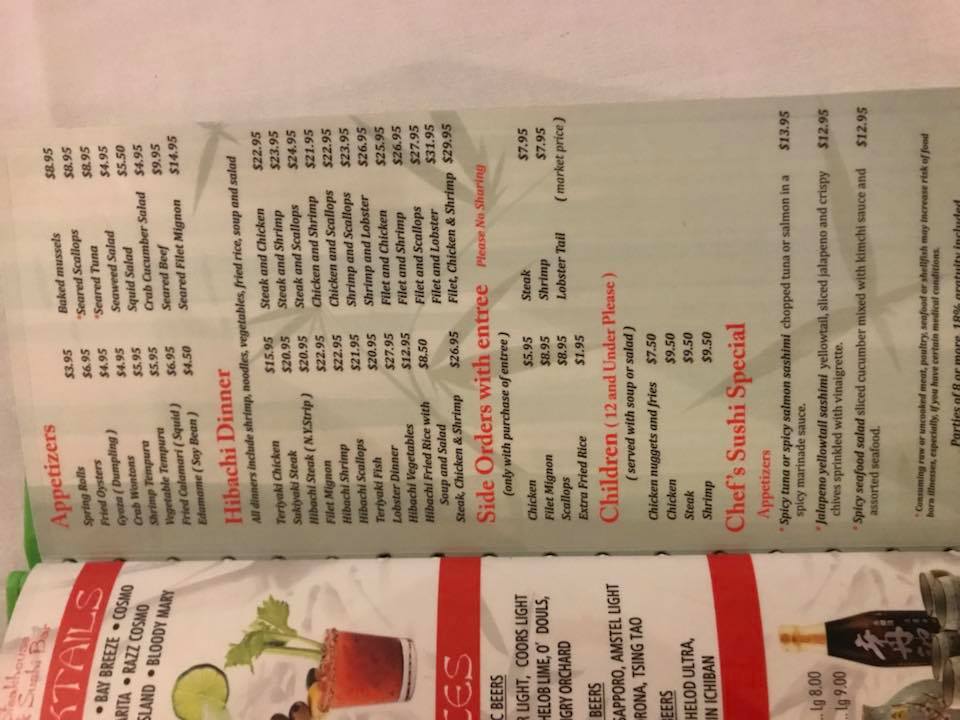 Appetizers
Spring Rolls $3.95
Fried Oysters $6.95
Gyoza ( Dumpling ) $4.95
Crab Wontons $4.95
Shrimp Tempura $5.95
Vegetable Tempura $5.95
Fried Calamari ( Squid ) $6.95
Edamame ( Soy Bean ) $4.50
Baked mussels $8.95
*Seared Scallops $8.95
*Seared Tuna $8.95
Seaweed Salad $4.95
Squid Salad $5.50
Crab Cucumber Salad $4.95
Seared Beef $9.95
Seared Filet Mignon $14.95
Hibachi Dinner
All dinners include shrimp, noodles, vegetables, fried rice, soup and salad
Teriyaki Chicken $15.95
Sukiyaki Steak $20.95
Hibachi Steak ( N.Y.Strip ) $20.95
Filet Mignon $22.95
Hibachi Shrimp $22.95
Hibachi Scallops $21.95
Teriyaki Fish $20.95
Lobster Dinner $27.95
Hibachi Vegetables $12.95
Hibachi Fried Rice with $8.50
Soup and Salad
Steak, Chicken & Shrimp $26.95
Steak and Chicken $22.95
Steak and Shrimp $23.95
Steak and Scallops $24.95
Chicken and Shrimp $21.95
Chicken and Scallops $22.95
Shrimp and Scallops $23.95
Shrimp and Lobster $26.95
Filet and Chicken $25.95
Filet and Shrimp $26.95
Filet and Scallops $27.95
Filet and Lobster $31.95
Filet, Chicken & Shrimp $29.95
Side Orders with entree Please No Sharing
(only with purchase of entree )
Chicken $5.95
Filet Mignon $8.95
Scallops $8.95
Extra Fried Rice $1.95
Steak $7.95
Shrimp $7.95
Lobster Tail ( market price )
Children ( 12 and Under Please )
( served with soup or salad )
Chicken nuggets and fries $7.50
Chicken $9.50
Steak $9.50
Shrimp $9.50
Chef's Sushi Special
Appetizers
* Spicy tuna or spicy salmon sashimi chopped tuna or salmon in a $13.95
spicy marinade sauce.
* Jalapeno yellowtail sashimi yellowtail, sliced jalapeno and crispy $12.95
chives sprinkled with vinaigrette.
* Spicy seafood salad sliced cucumber mixed with kimchi sauce and $12.95
assorted seafood.
* Consuming raw or uncooked meat, poultry, seafood or shellfish may increase risk of food
born illnesses, especially, if you have certain medical conditions.
Parties of 8 or more, 18% gratuity included
Sushi Bar
KTAILS
• BAY BREEZE • COSMO
ARITA • RAZZ COSMO
SLAND • BLOODY MARY
ES
C BEERS
R LIGHT, COORS LIGHT
HELOB LIME, O' DOULS,
NGRY ORCHARD
BEERS
SAPPORO, AMSTEL LIGHT
RONA, TSING TAO
EERS
HELOD ULTRA,
N ICHIBAN
Lg 8.00
Lg 9.00